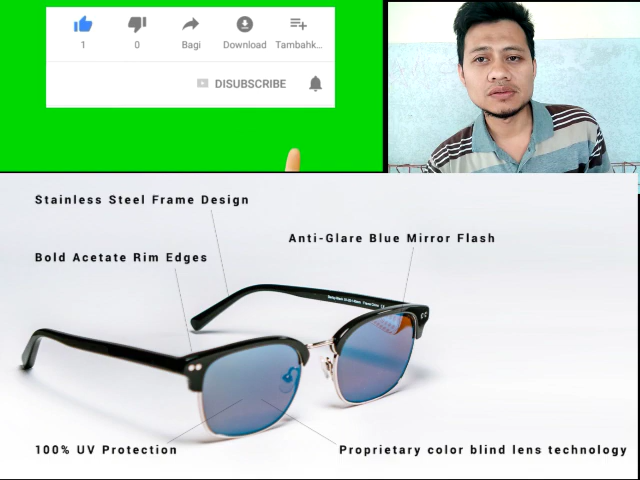 1 0 Bagi Download Tambahk...
DISUBSCRIBE
Stainless Steel Frame Design
Anti-Glare Blue Mirror Flash
Bold Acetate Rim Edges
100% UV Protection
Proprietary color blind lens technology